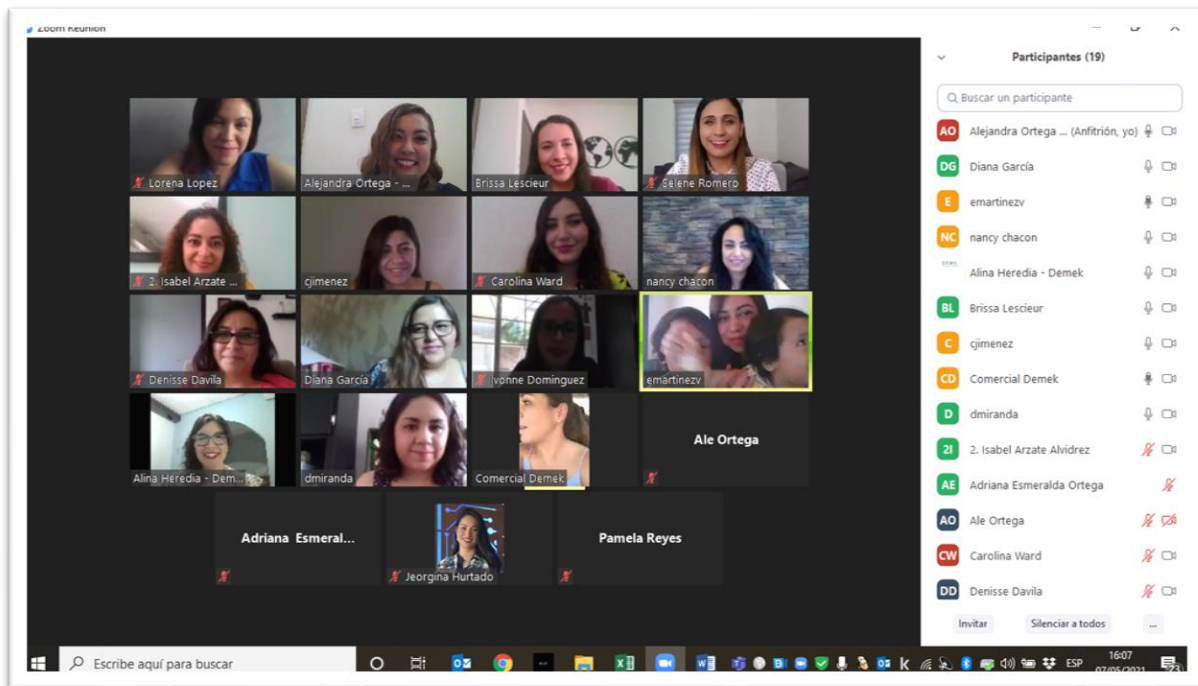 Zoom Reunión
Lorena Lopez
Alejandra Ortega - ...
Brissa Lescieur
Selene Romero
2. Isabel Arzate ...
cjimenez
Carolina Ward
nancy chacon
Denisse Davila
Diana García
Ivonne Dominguez
emartinezv
Alina Heredia - Dem...
dmiranda
Comercial Demek
Ale Ortega
Adriana Esmeral...
Jeorgina Hurtado
Pamela Reyes
Participantes (19)
Buscar un participante
AO Alejandra Ortega ... (Anfitrión, yo)
DG Diana García
E emartinezv
NC nancy chacon
Alina Heredia - Demek
BL Brissa Lescieur
C cjimenez
CD Comercial Demek
D dmiranda
2I 2. Isabel Arzate Alvidrez
AE Adriana Esmeralda Ortega
AO Ale Ortega
CW Carolina Ward
DD Denisse Davila
Invitar Silenciar a todos ...
Escribe aquí para buscar
ESP
16:07
07/05/2021
23